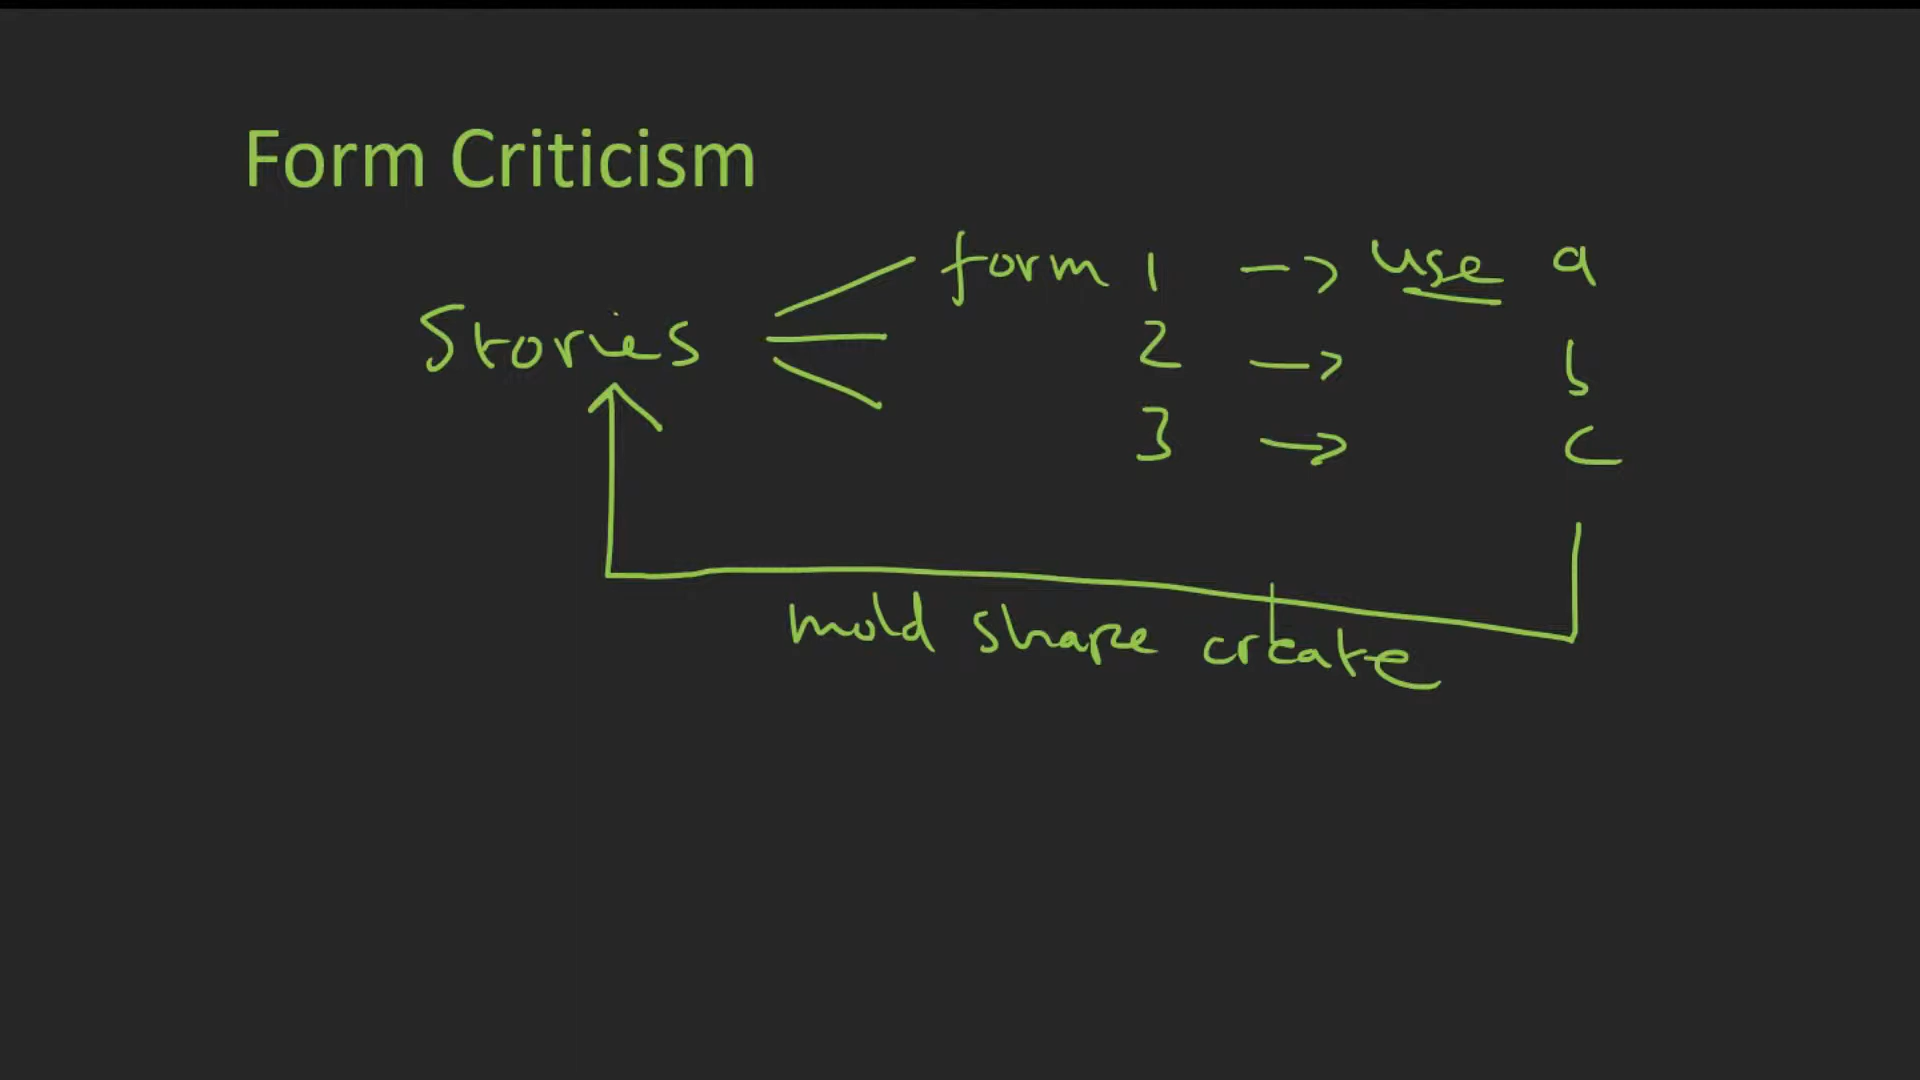 Form Criticism
form 1 -> use a
Stories
2 -> b
3 -> c
mold shape create